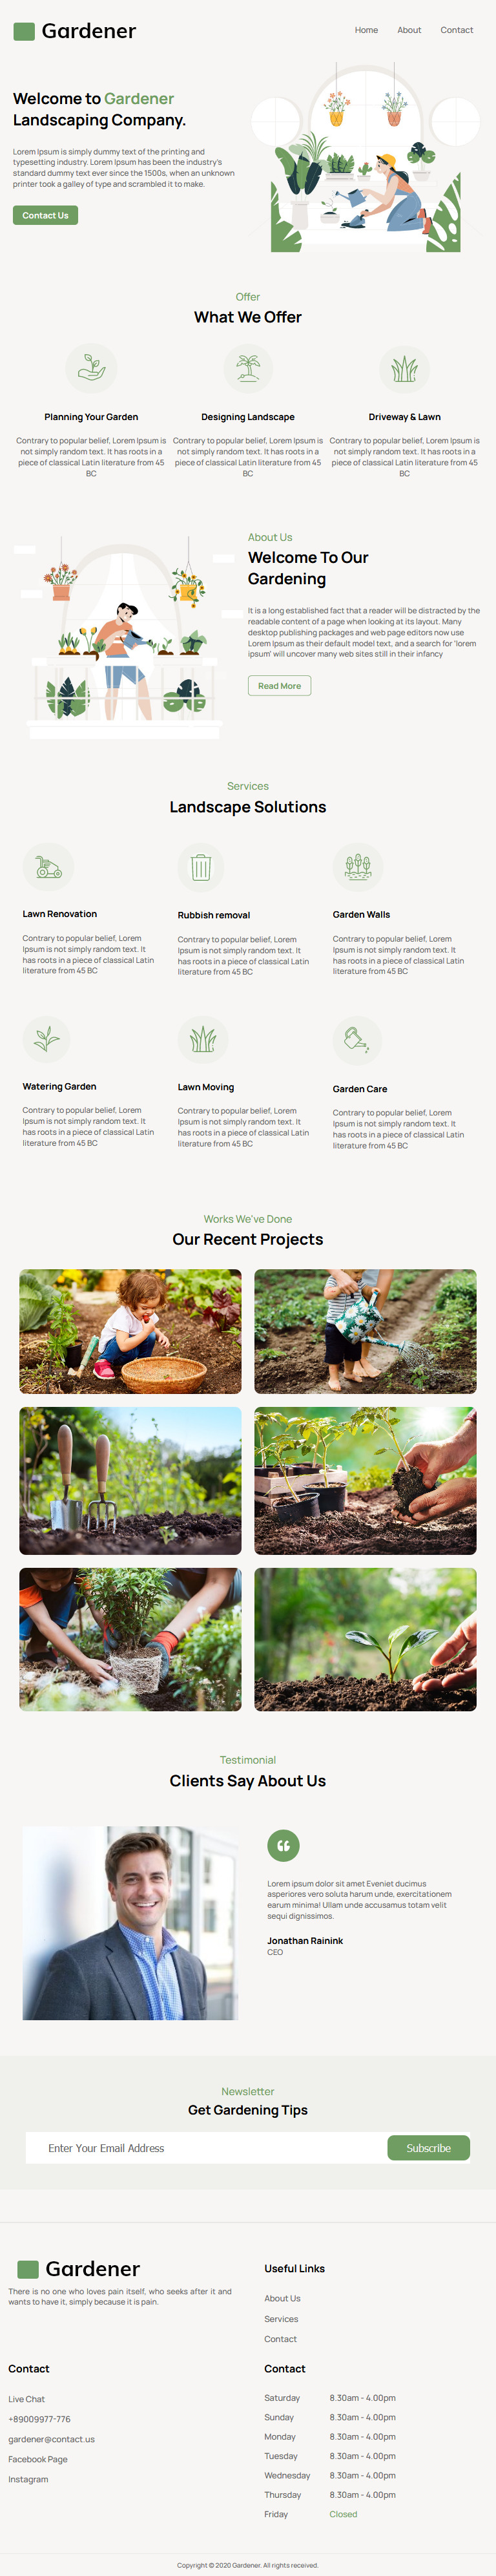 Gardener
Home About Contact
Welcome to Gardener
Landscaping Company.
Lorem Ipsum is simply dummy text of the printing and
typesetting industry. Lorem Ipsum has been the industry's
standard dummy text ever since the 1500s, when an unknown
printer took a galley of type and scrambled it to make.
Contact Us
Offer
What We Offer
Planning Your Garden
Contrary to popular belief, Lorem Ipsum is
not simply random text. It has roots in a
piece of classical Latin literature from 45
BC
Designing Landscape
Contrary to popular belief, Lorem Ipsum is
not simply random text. It has roots in a
piece of classical Latin literature from 45
BC
Driveway & Lawn
Contrary to popular belief, Lorem Ipsum is
not simply random text. It has roots in a
piece of classical Latin literature from 45
BC
About Us
Welcome To Our
Gardening
It is a long established fact that a reader will be distracted by the
readable content of a page when looking at its layout. Many
desktop publishing packages and web page editors now use
Lorem Ipsum as their default model text, and a search for 'lorem
ipsum' will uncover many web sites still in their infancy
Read More
Services
Landscape Solutions
Lawn Renovation
Contrary to popular belief, Lorem
Ipsum is not simply random text. It
has roots in a piece of classical Latin
literature from 45 BC
Rubbish removal
Contrary to popular belief, Lorem
Ipsum is not simply random text. It
has roots in a piece of classical Latin
literature from 45 BC
Garden Walls
Contrary to popular belief, Lorem
Ipsum is not simply random text. It
has roots in a piece of classical Latin
literature from 45 BC
Watering Garden
Contrary to popular belief, Lorem
Ipsum is not simply random text. It
has roots in a piece of classical Latin
literature from 45 BC
Lawn Moving
Contrary to popular belief, Lorem
Ipsum is not simply random text. It
has roots in a piece of classical Latin
literature from 45 BC
Garden Care
Contrary to popular belief, Lorem
Ipsum is not simply random text. It
has roots in a piece of classical Latin
literature from 45 BC
Works We've Done
Our Recent Projects
Testimonial
Clients Say About Us
Lorem ipsum dolor sit amet Eveniet ducimus
asperiores vero soluta harum unde, exercitationem
earum minima! Ullam unde accusamus totam velit
sequi dignissimos.
Jonathan Rainink
CEO
Newsletter
Get Gardening Tips
Enter Your Email Address
Subscribe
Gardener
There is no one who loves pain itself, who seeks after it and
wants to have it, simply because it is pain.
Useful Links
About Us
Services
Contact
Contact
Live Chat
+89009977-776
gardener@contact.us
Facebook Page
Instagram
Contact
Saturday 8.30am - 4.00pm
Sunday 8.30am - 4.00pm
Monday 8.30am - 4.00pm
Tuesday 8.30am - 4.00pm
Wednesday 8.30am - 4.00pm
Thursday 8.30am - 4.00pm
Friday Closed
Copyright © 2020 Gardener. All rights received.